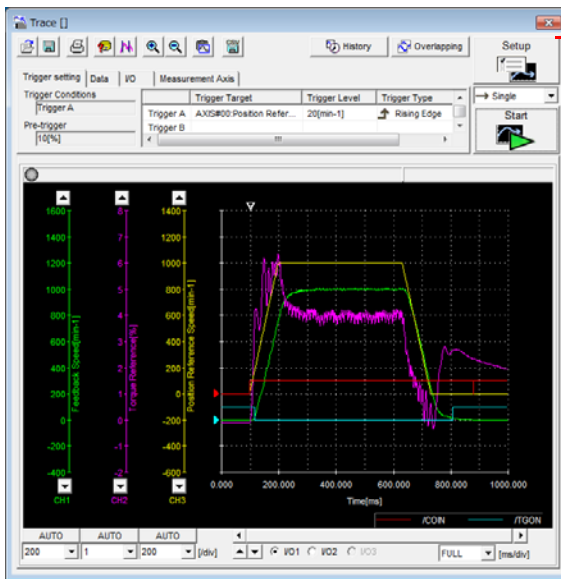 Trace []
History
Overlapping
Setup
Trigger setting
Data
I/O
Measurement Axis
Trigger Conditions
Trigger A
Pre-trigger
10[%]
Trigger Target
Trigger Level
Trigger Type
Trigger A AXIS#00:Position Refer... 20[min-1] Rising Edge
Trigger B
Single
Start
1600
1400
1200
1000
800
600
400
200
0
-200
-400
Feedback Speed[min-1]
CH1
8
7
6
5
4
3
2
1
0
-1
-2
Torque Reference[%]
CH2
1400
1200
1000
800
600
400
200
0
-200
-400
-600
Position Reference Speed[min-1]
CH3
0.000 200.000 400.000 600.000 800.000 1000.000
Time[ms]
/COIN
/TGON
AUTO AUTO AUTO
200 1 200 [/div]
I/O1 I/O2 I/O3
FULL [ms/div]